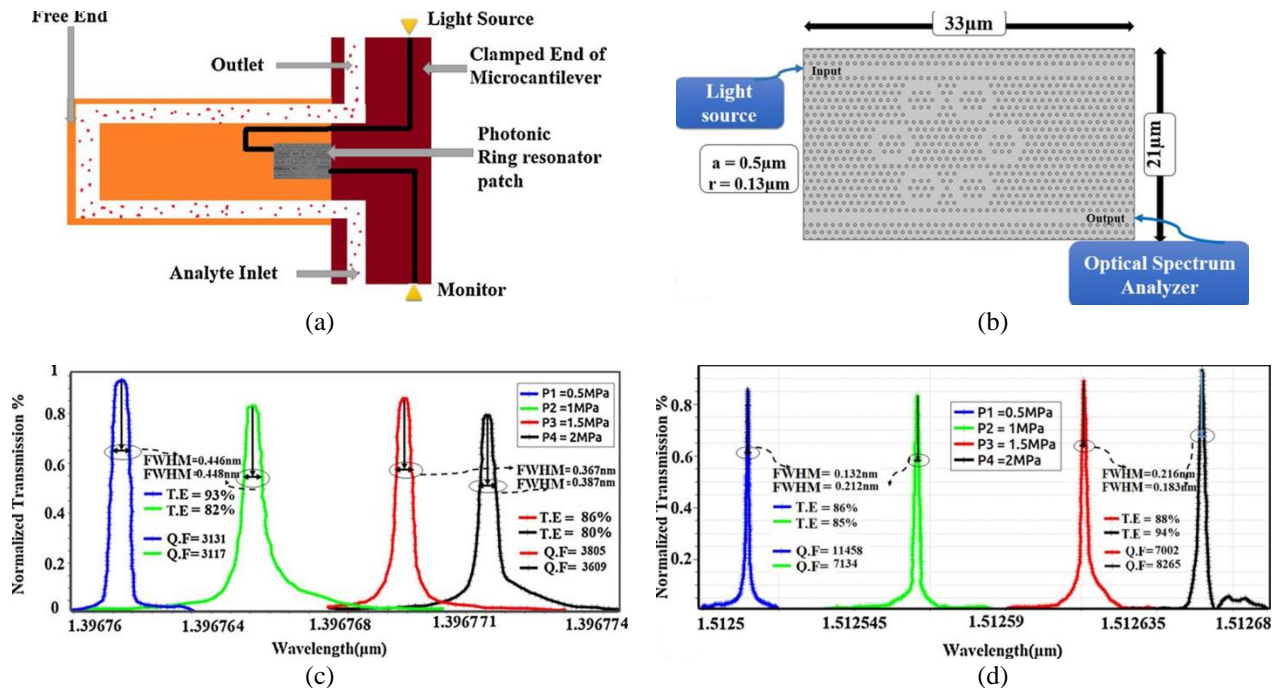 Free End
Light Source
Outlet
Clamped End of
Microcantilever
Photonic
Ring resonator
patch
Analyte Inlet
Monitor
(a)
33µm
Input
Light
source
a = 0.5µm
r = 0.13µm
21µm
Output
Optical Spectrum
Analyzer
(b)
Normalized Transmission %
1
0.8
0.6
0.4
0.2
0
P1 =0.5MPa
P2 =1MPa
P3 =1.5MPa
P4 =2MPa
FWHM=0.446nm
FWHM=0.448nm
T.E = 93%
T.E = 82%
Q.F= 3131
Q.F= 3117
FWHM=0.367nm
FWHM=0.387nm
T.E = 86%
T.E = 80%
Q.F= 3805
Q.F= 3609
1.39676
1.396764
1.396768
1.396771
1.396774
Wavelength(µm)
(c)
Normalized Transmission %
0.8
0.6
0.4
0.2
P1 =0.5MPa
P2 = 1MPa
P3 = 1.5MPa
P4 =2MPa
FWHM= 0.132nm
FWHM= 0.212nm
T.E= 86%
T.E= 85%
Q.F= 11458
Q.F= 7134
FWHM= 0.216nm
FWHM= 0.183nm
T.E= 88%
T.E= 94%
Q.F= 7002
Q.F= 8265
1.5125
1.512545
1.51259
1.512635
1.51268
Wavelength(µm)
(d)